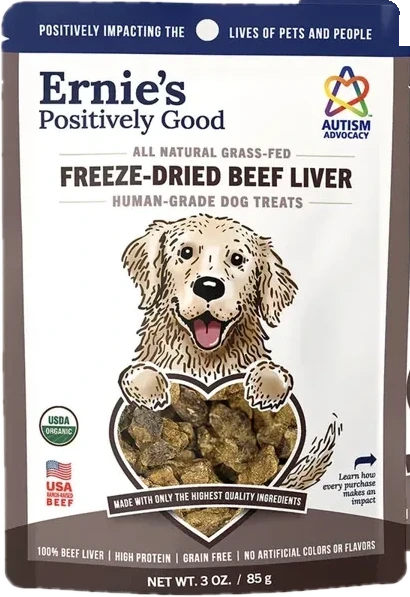 POSITIVELY IMPACTING THE LIVES OF PETS AND PEOPLE
Ernie's
Positively Good
AUTISM
ADVOCACY
ALL NATURAL GRASS-FED
FREEZE-DRIED BEEF LIVER
HUMAN-GRADE DOG TREATS
USDA
ORGANIC
USA
RANCH-RAISED
BEEF
Learn how
every purchase
makes an
impact
MADE WITH ONLY THE HIGHEST QUALITY INGREDIENTS
100% BEEF LIVER | HIGH PROTEIN | GRAIN FREE | NO ARTIFICIAL COLORS OR FLAVORS
NET WT. 3 OZ. / 85 g